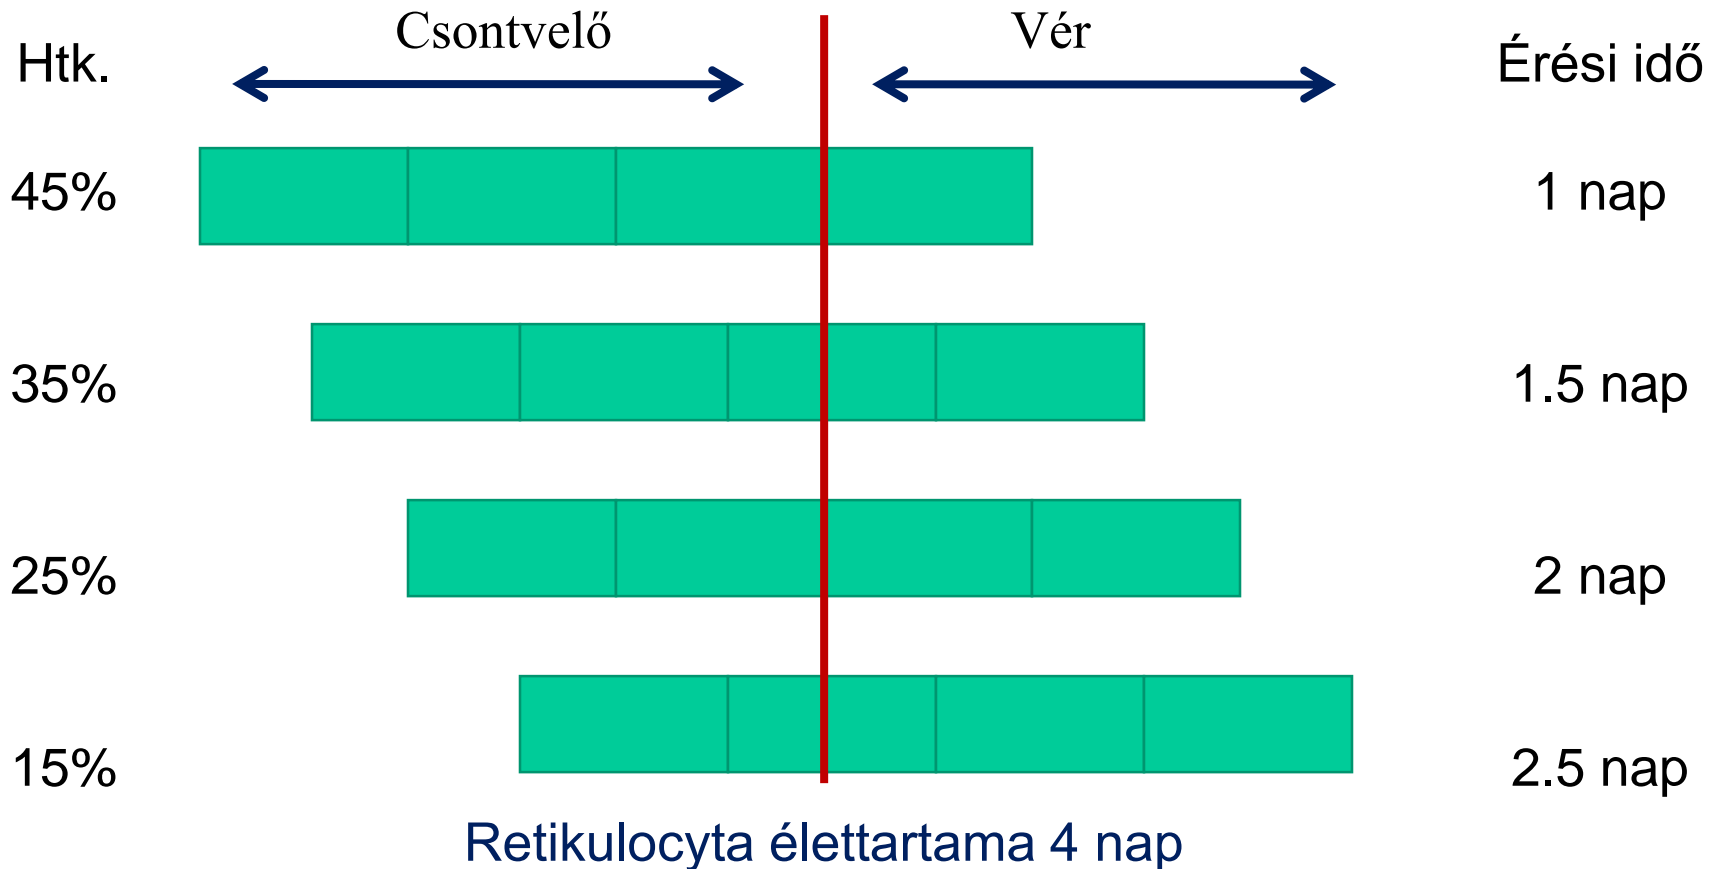 Csontvelő
Vér
Htk.
Érési idő
45%
1 nap
35%
1.5 nap
25%
2 nap
15%
2.5 nap
Retikulocyta élettartama 4 nap